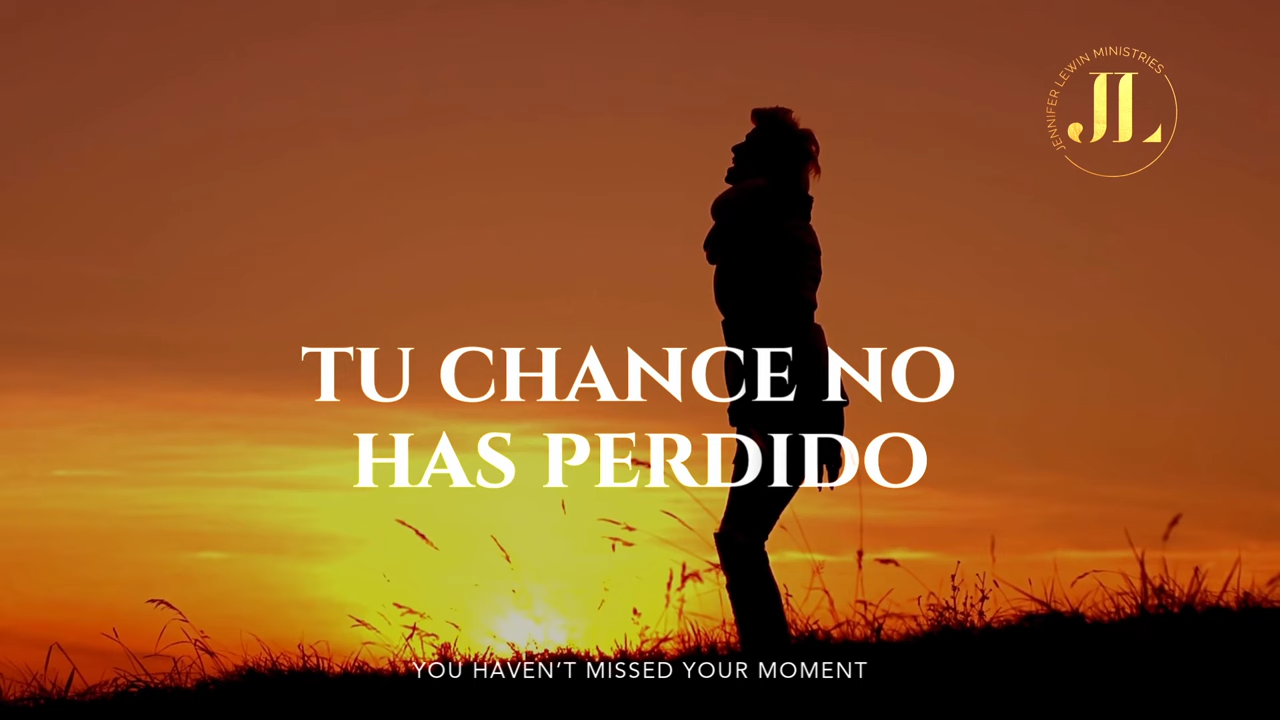 JENNIFER LEWIN MINISTRIES
JL
TU CHANCE NO
HAS PERDIDO
YOU HAVEN'T MISSED YOUR MOMENT